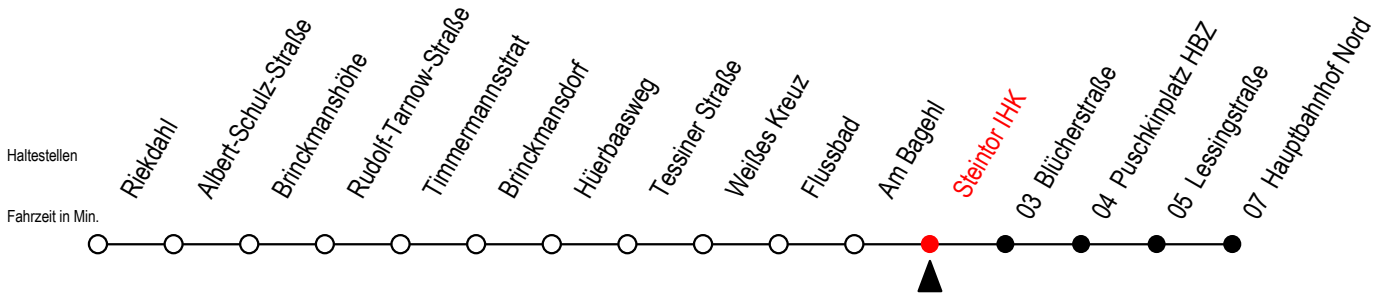 Haltestellen
Fahrzeit in Min.
Riekdahl
Albert-Schulz-Straße
Brinckmanshöhe
Rudolf-Tarnow-Straße
Timmermannsstrat
Brinckmansdorf
Hüerbaasweg
Tessiner Straße
Weißes Kreuz
Flussbad
Am Bagehl
Steintor IHK
03 Blücherstraße
04 Puschkinplatz HBZ
05 Lessingstraße
07 Hauptbahnhof Nord